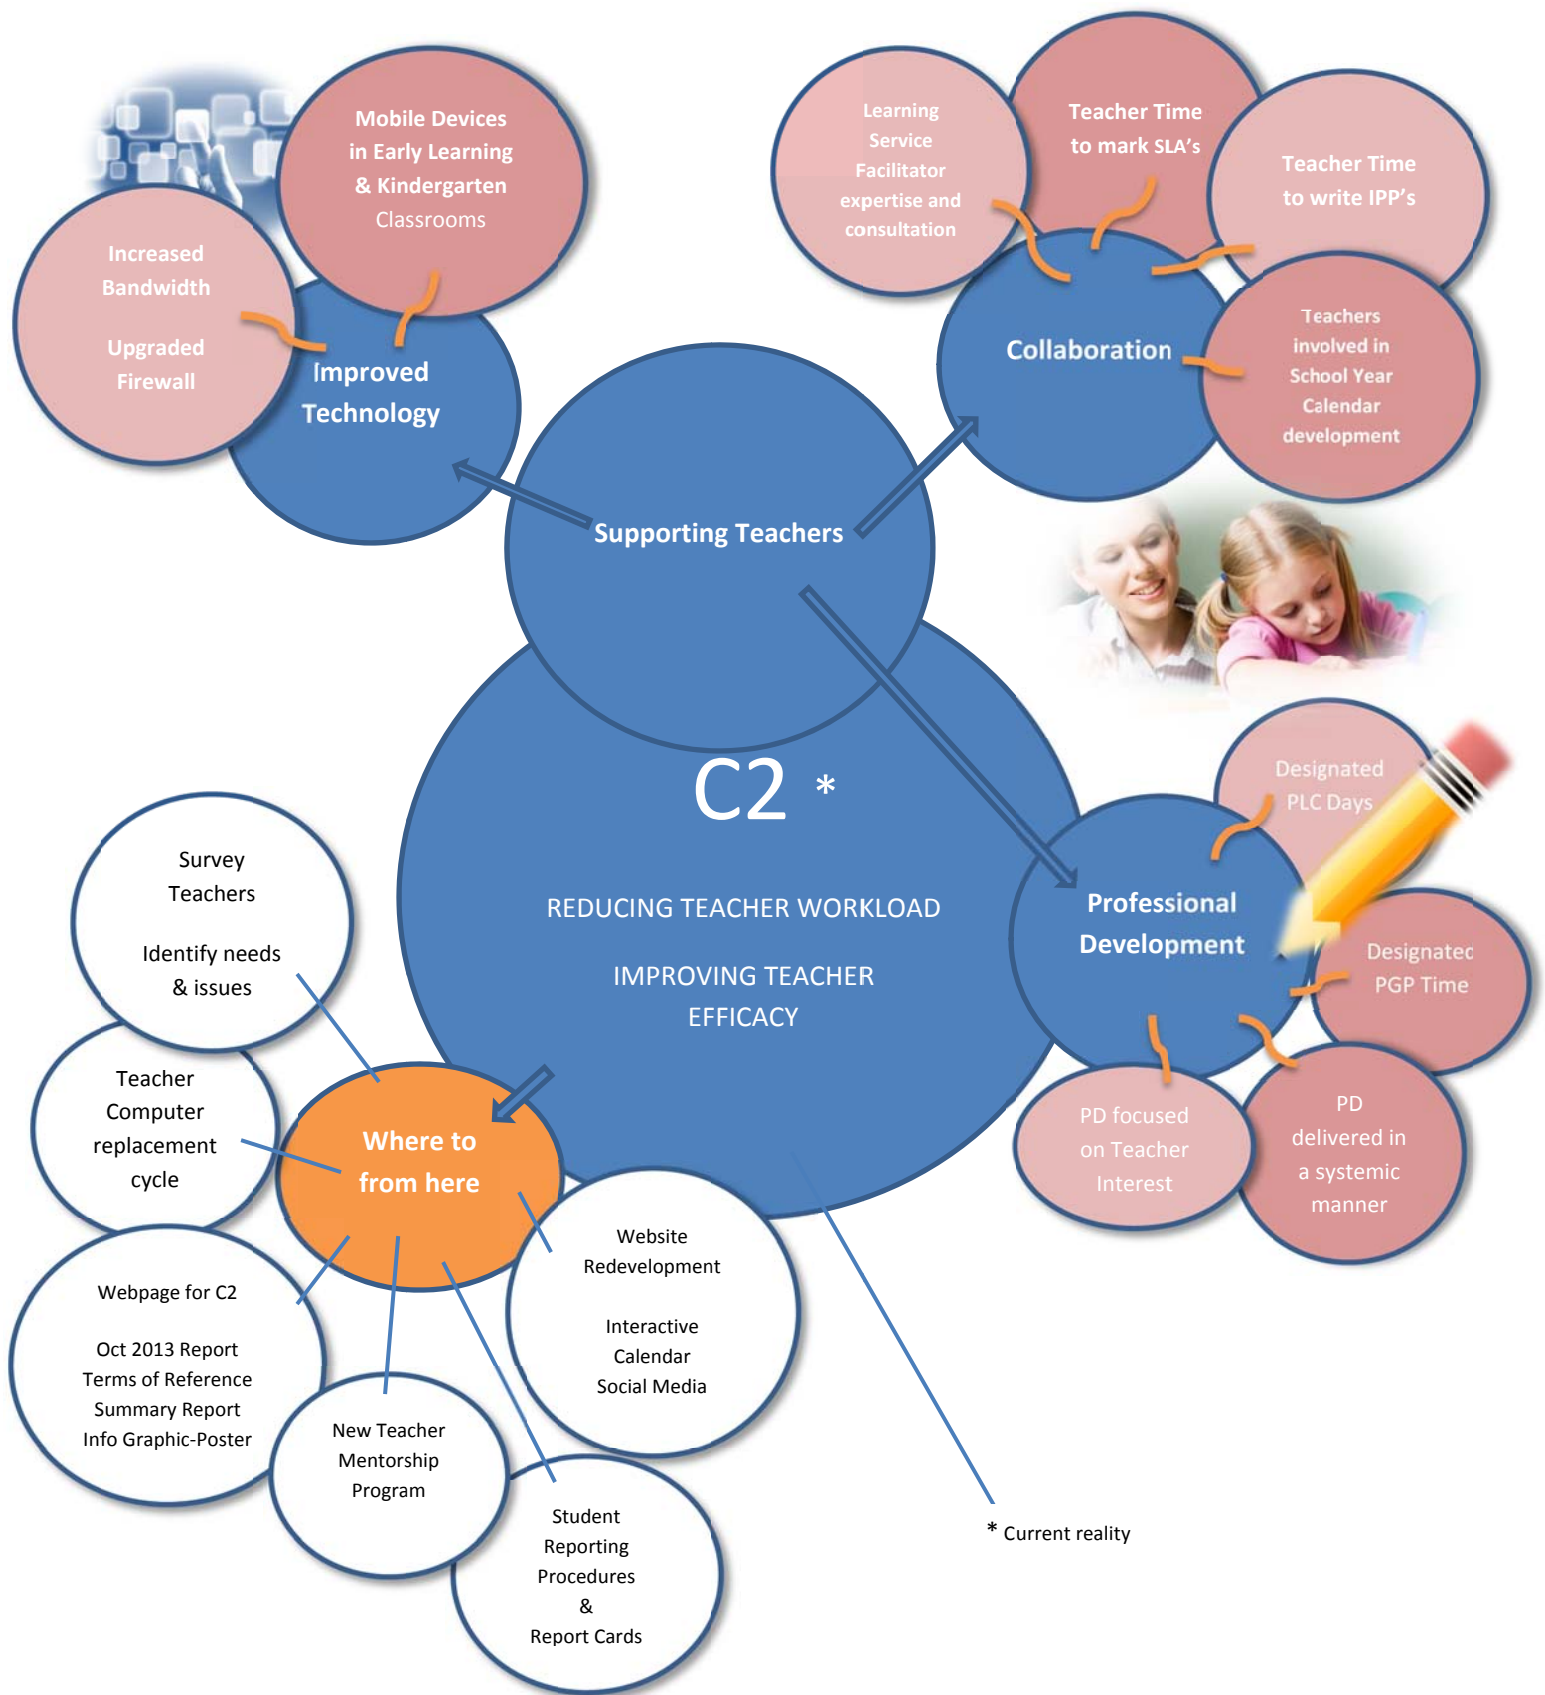 Mobile Devices
in Early Learning
& Kindergarten
Classrooms
Increased
Bandwidth
Upgraded
Firewall
Improved
Technology
Learning
Service
Facilitator
expertise and
consultation
Teacher Time
to mark SLA's
Teacher Time
to write IPP's
Teachers
involved in
School Year
Calendar
development
Collaboration
Supporting Teachers
C2 *
REDUCING TEACHER WORKLOAD
IMPROVING TEACHER
EFFICACY
Designated
PLC Days
Professional
Development
Designated
PGP Time
PD focused
on Teacher
Interest
PD
delivered in
a systemic
manner
Survey
Teachers
Identify needs
& issues
Teacher
Computer
replacement
cycle
Where to
from here
Webpage for C2
Oct 2013 Report
Terms of Reference
Summary Report
Info Graphic-Poster
New Teacher
Mentorship
Program
Website
Redevelopment
Interactive
Calendar
Social Media
Student
Reporting
Procedures
&
Report Cards
* Current reality